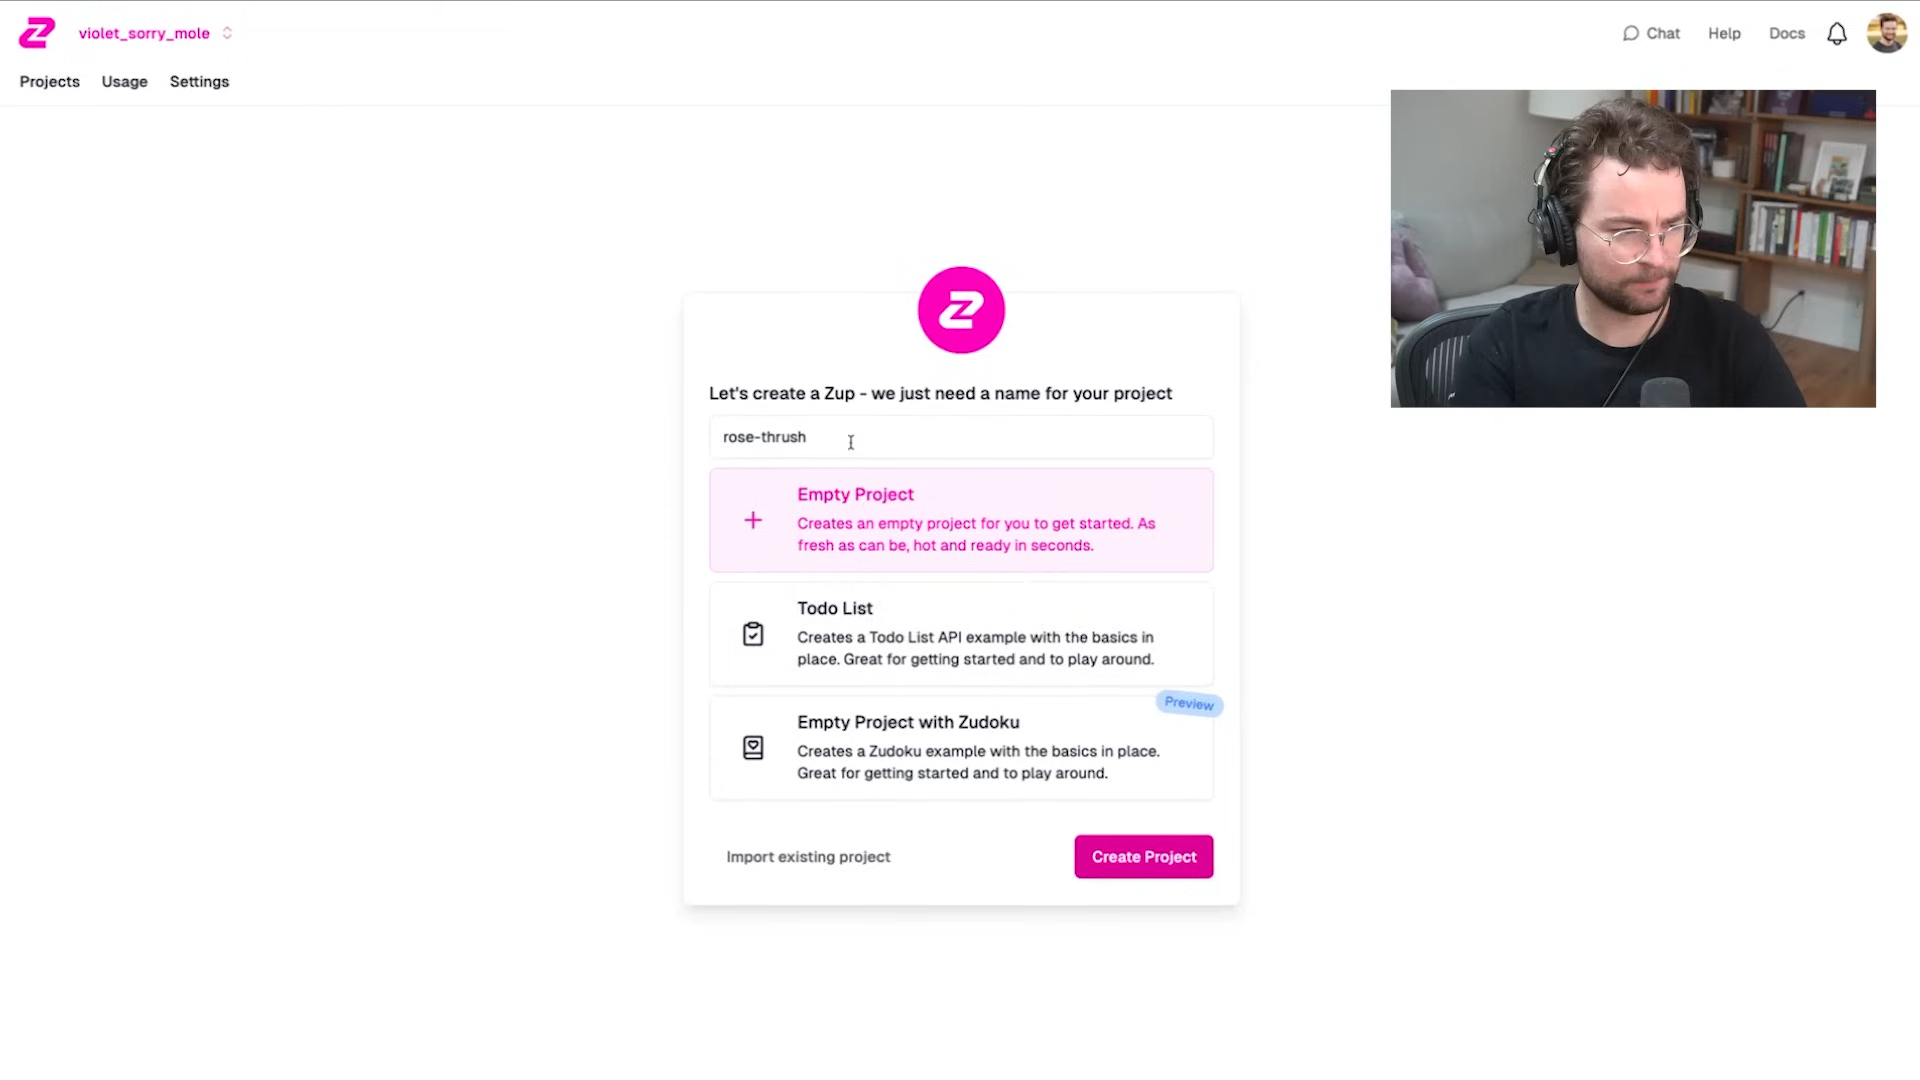 violet_sorry_mole
Chat
Help
Docs
Projects
Usage
Settings
Let's create a Zup - we just need a name for your project
rose-thrush
Empty Project
Creates an empty project for you to get started. As
fresh as can be, hot and ready in seconds.
Todo List
Creates a Todo List API example with the basics in
place. Great for getting started and to play around.
Preview
Empty Project with Zudoku
Creates a Zudoku example with the basics in place.
Great for getting started and to play around.
Import existing project
Create Project